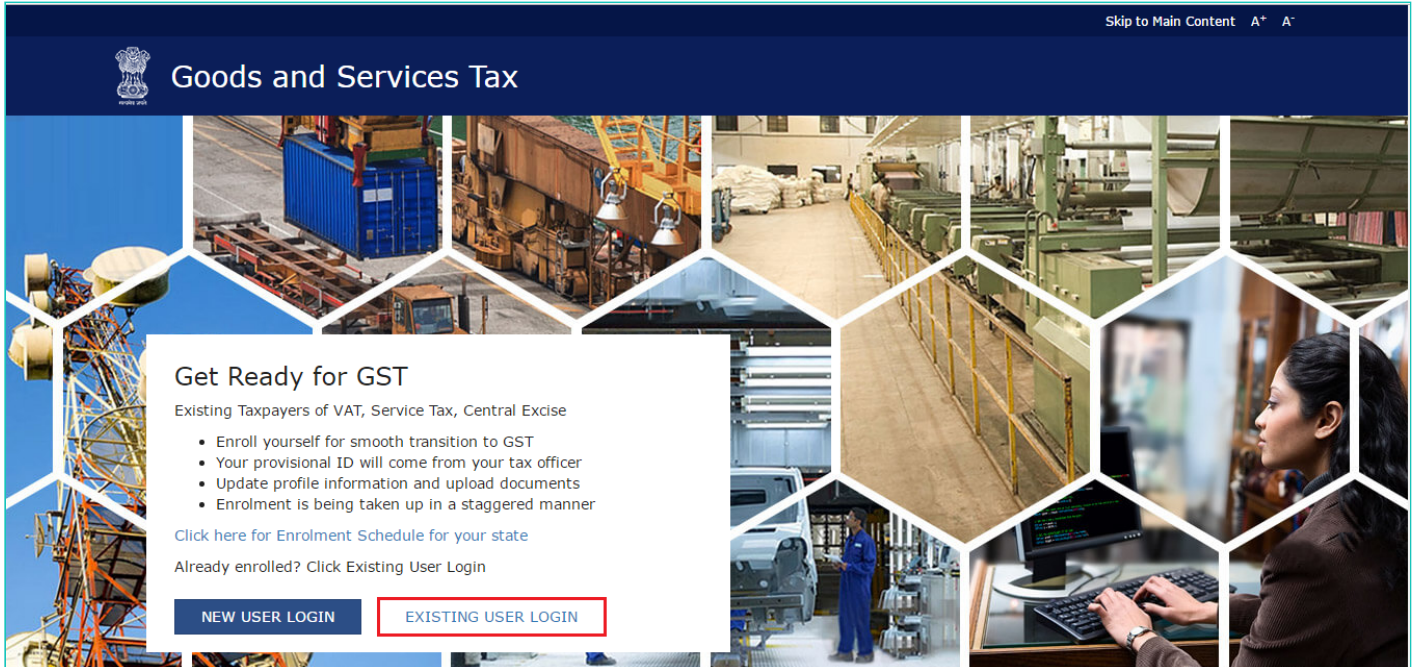 Skip to Main Content A+ A-
सत्यमेव जयते
Goods and Services Tax
Get Ready for GST
Existing Taxpayers of VAT, Service Tax, Central Excise
Enroll yourself for smooth transition to GST
Your provisional ID will come from your tax officer
Update profile information and upload documents
Enrolment is being taken up in a staggered manner
Click here for Enrolment Schedule for your state
Already enrolled? Click Existing User Login
NEW USER LOGIN EXISTING USER LOGIN